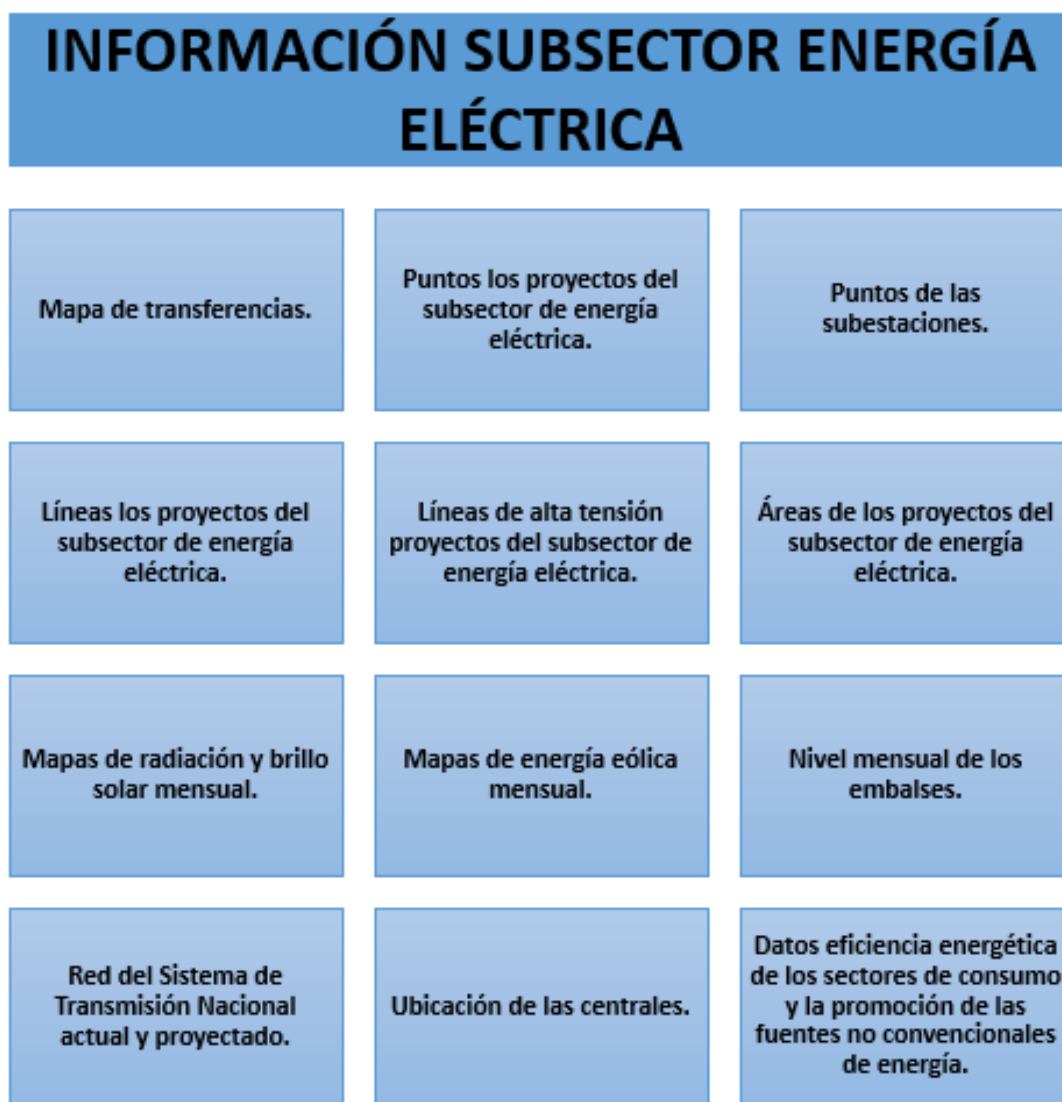 INFORMACIÓN SUBSECTOR ENERGÍA
ELÉCTRICA
Mapa de transferencias.
Puntos los proyectos del
subsector de energía
eléctrica.
Puntos de las
subestaciones.
Líneas los proyectos del
subsector de energía
eléctrica.
Líneas de alta tensión
proyectos del subsector de
energía eléctrica.
Áreas de los proyectos del
subsector de energía
eléctrica.
Mapas de radiación y brillo
solar mensual.
Mapas de energía eólica
mensual.
Nivel mensual de los
embalses.
Red del Sistema de
Transmisión Nacional
actual y proyectado.
Ubicación de las centrales.
Datos eficiencia energética
de los sectores de consumo
y la promoción de las
fuentes no convencionales
de energía.